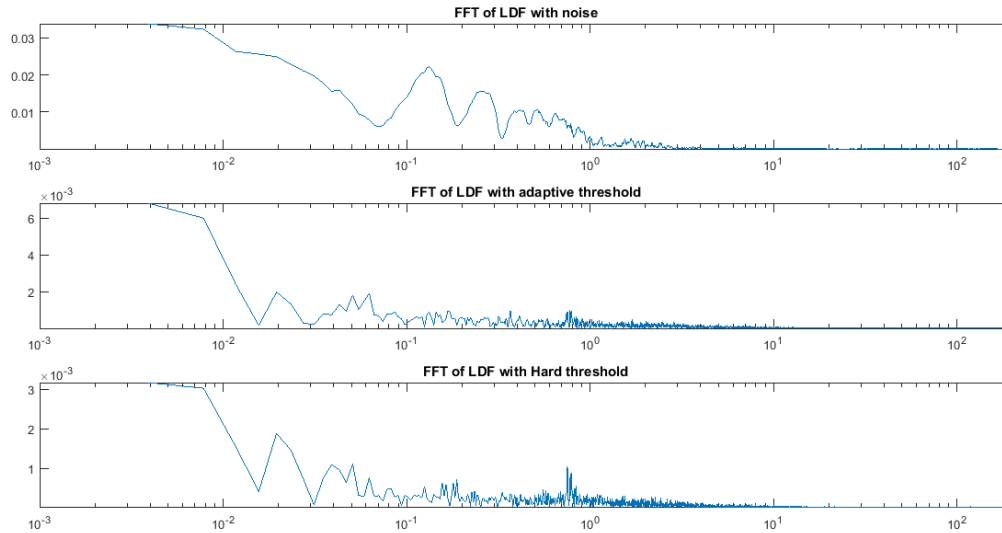 FFT of LDF with noise
0.03
0.02
0.01
10^-3 10^-2 10^-1 10^0 10^1 10^2
×10^-3 FFT of LDF with adaptive threshold
6
4
2
10^-3 10^-2 10^-1 10^0 10^1 10^2
×10^-3 FFT of LDF with Hard threshold
3
2
1
10^-3 10^-2 10^-1 10^0 10^1 10^2